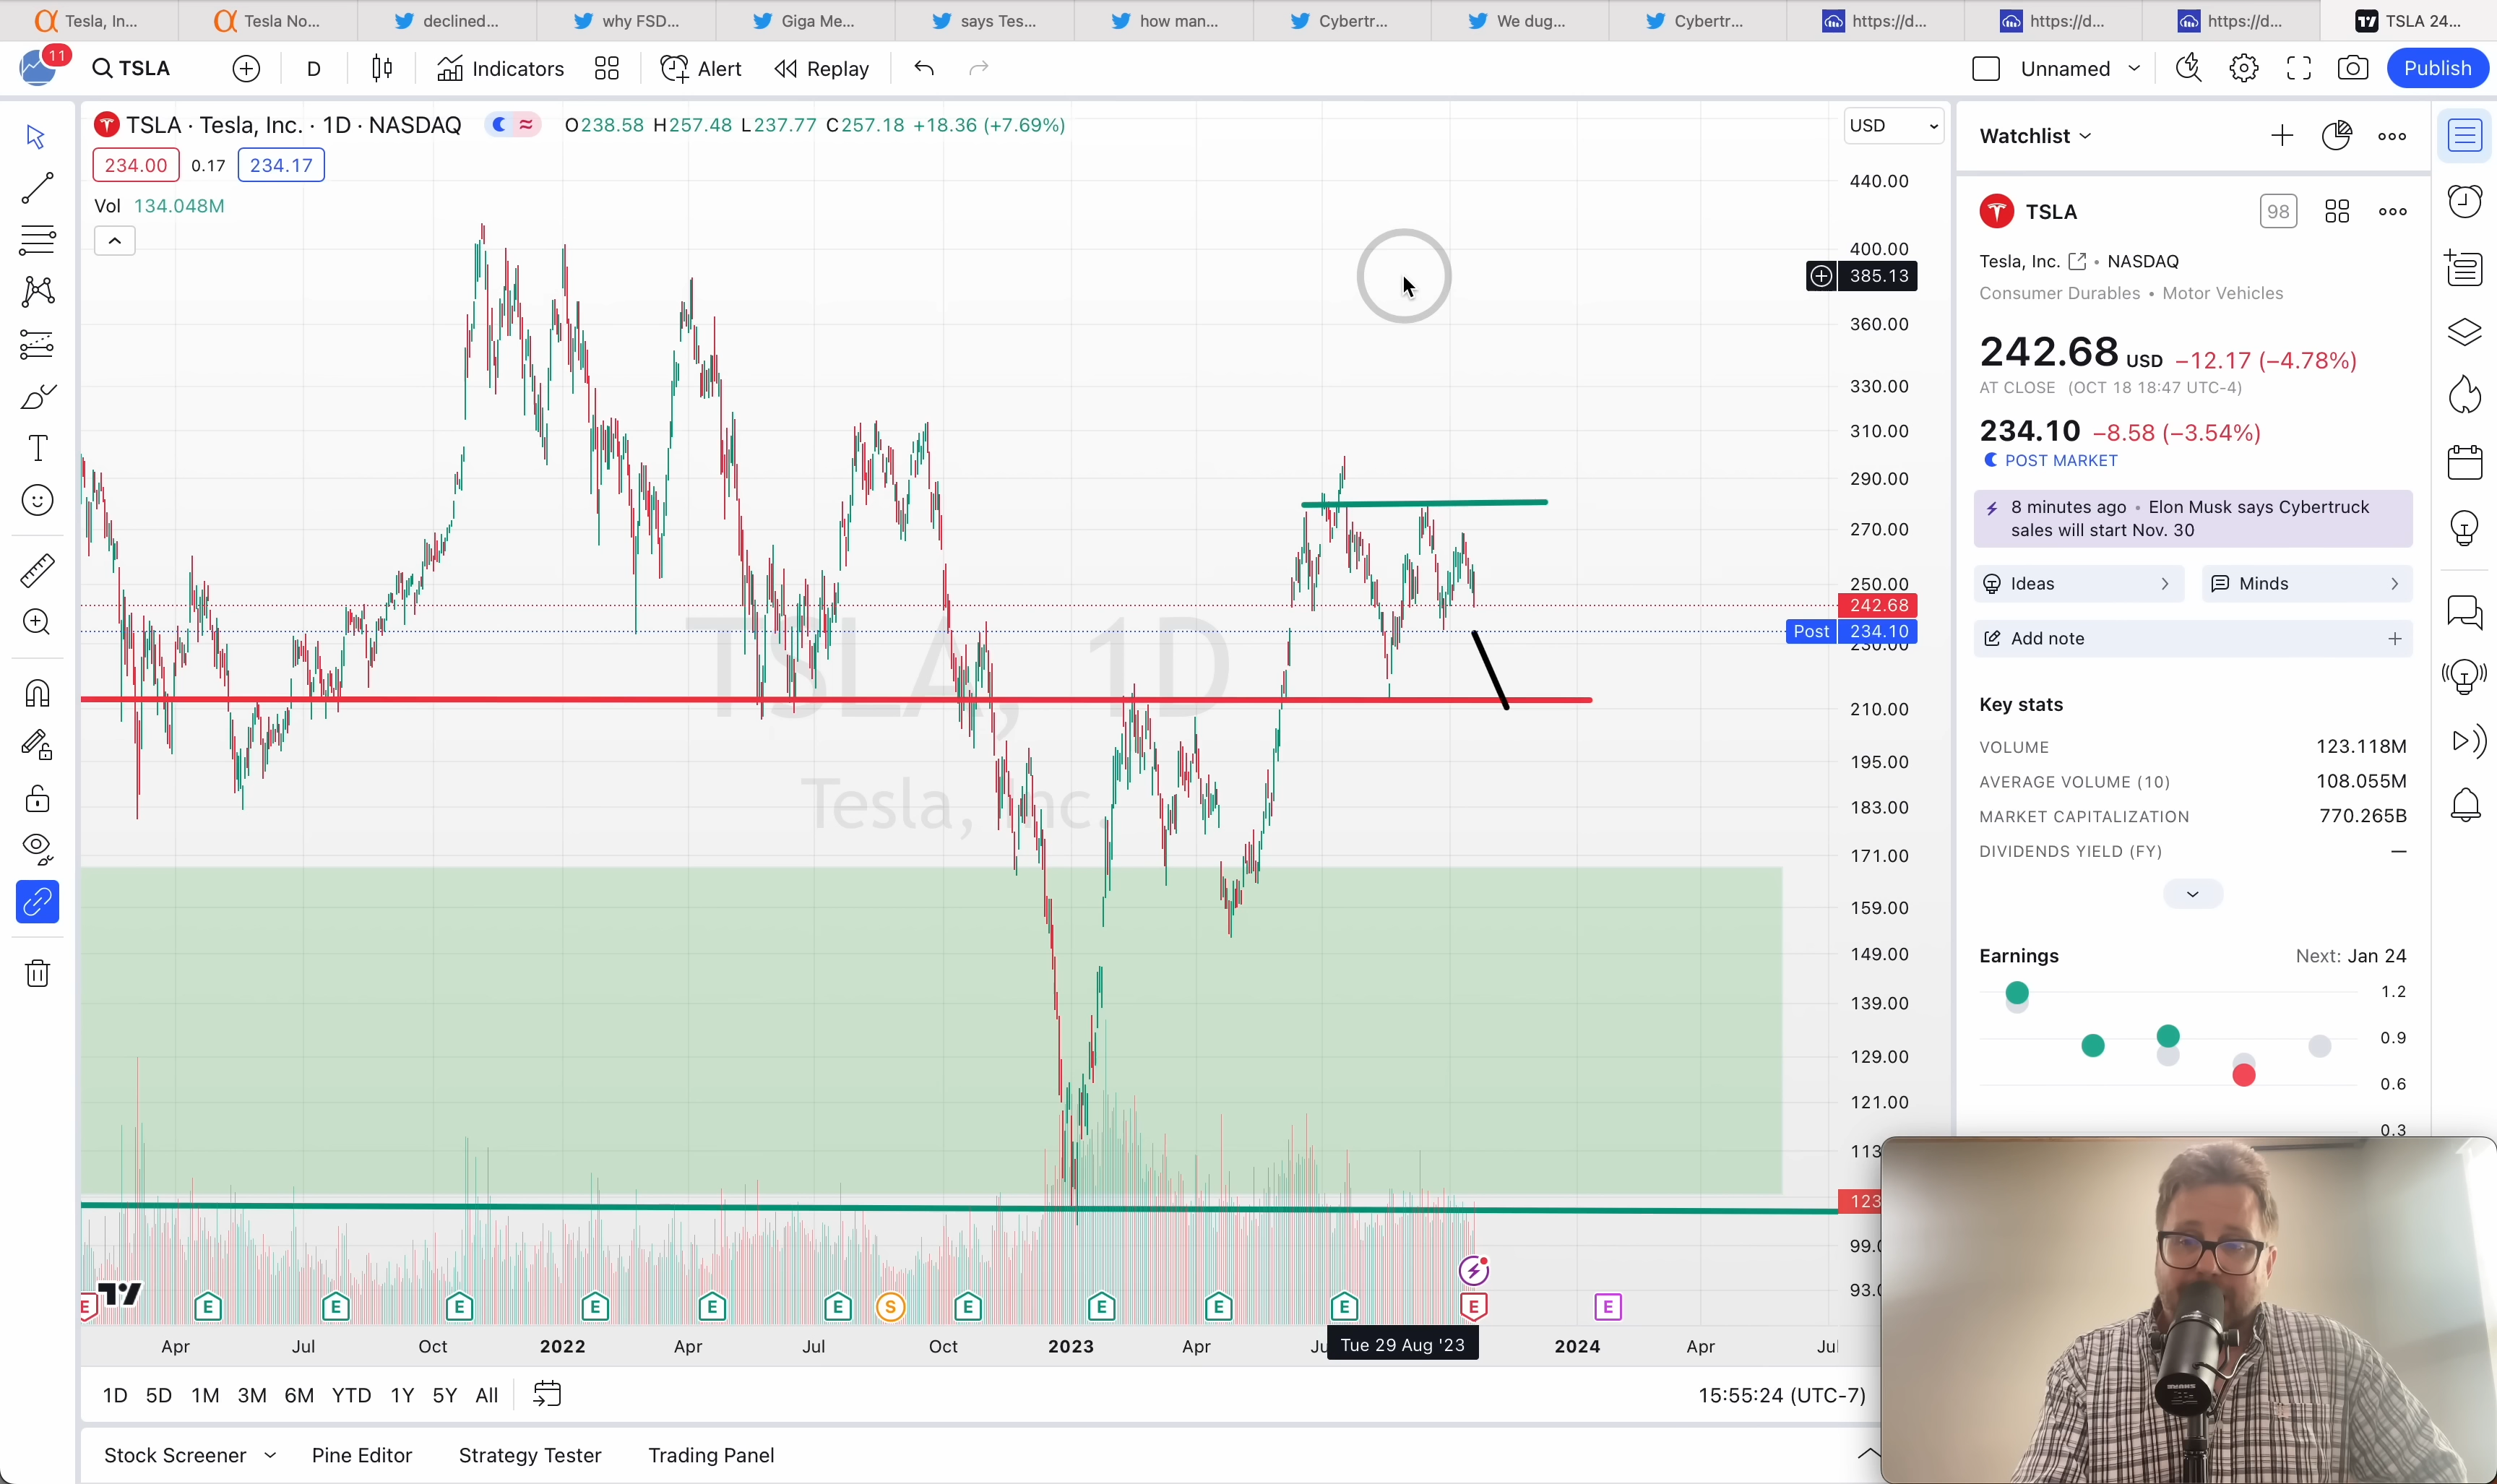 Tesla, In...
Tesla No...
declined...
why FSD...
Giga Me...
says Tes...
how man...
Cybertr...
We dug...
Cybertr...
https://d...
https://d...
https://d...
TSLA 24...
11
TSLA
D
Indicators
Alert
Replay
Unnamed
Publish
TSLA · Tesla, Inc. · 1D · NASDAQ
O238.58 H257.48 L237.77 C257.18 +18.36 (+7.69%)
234.00 0.17 234.17
Vol 134.048M
TSLA, 1D
Tesla, Inc.
USD
440.00
400.00
385.13
360.00
330.00
310.00
290.00
270.00
250.00
242.68
Post 234.10
230.00
210.00
195.00
183.00
171.00
159.00
149.00
139.00
129.00
121.00
113
123
99.0
93.
E E E E E E E S E E E E E E
Apr Jul Oct 2022 Apr Jul Oct 2023 Apr Ju Tue 29 Aug '23 2024 Apr Jul
1D 5D 1M 3M 6M YTD 1Y 5Y All
15:55:24 (UTC-7)
Stock Screener Pine Editor Strategy Tester Trading Panel
Watchlist
TSLA
98
Tesla, Inc. • NASDAQ
Consumer Durables • Motor Vehicles
242.68 USD −12.17 (−4.78%)
AT CLOSE (OCT 18 18:47 UTC-4)
234.10 −8.58 (−3.54%)
POST MARKET
8 minutes ago • Elon Musk says Cybertruck
sales will start Nov. 30
Ideas
Minds
Add note
Key stats
VOLUME 123.118M
AVERAGE VOLUME (10) 108.055M
MARKET CAPITALIZATION 770.265B
DIVIDENDS YIELD (FY) —
Earnings Next: Jan 24
1.2
0.9
0.6
0.3